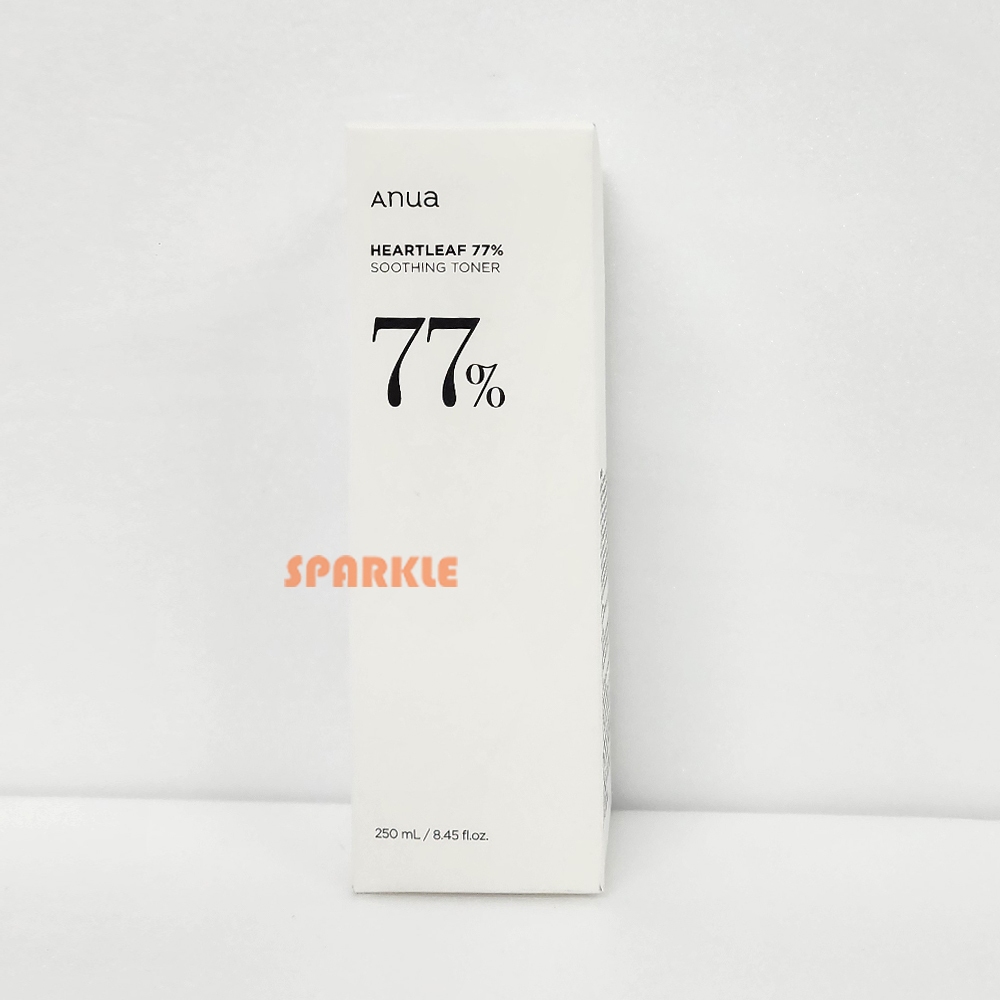 Anua
HEARTLEAF 77%
SOOTHING TONER
77%
SPARKLE
250 mL / 8.45 fl.oz.